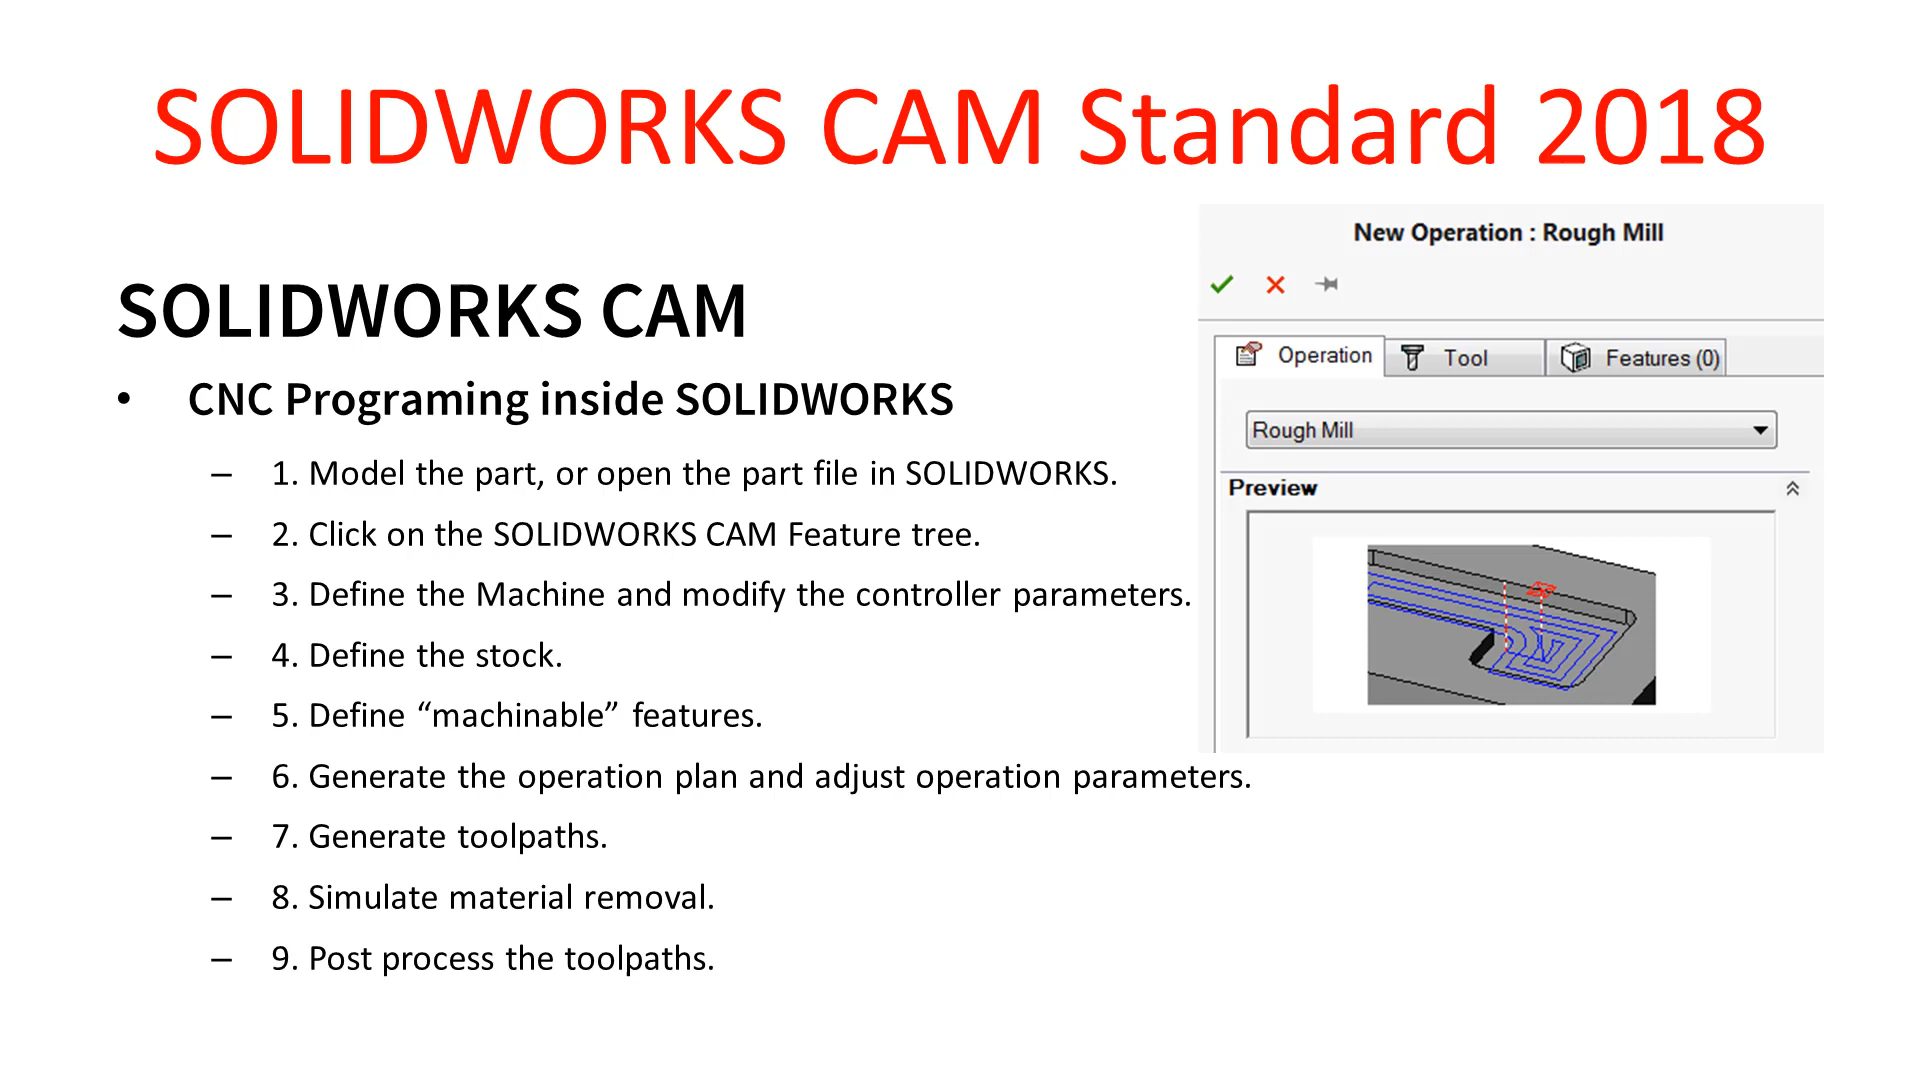 SOLIDWORKS CAM Standard 2018
SOLIDWORKS CAM
• CNC Programing inside SOLIDWORKS
– 1. Model the part, or open the part file in SOLIDWORKS.
– 2. Click on the SOLIDWORKS CAM Feature tree.
– 3. Define the Machine and modify the controller parameters.
– 4. Define the stock.
– 5. Define “machinable” features.
– 6. Generate the operation plan and adjust operation parameters.
– 7. Generate toolpaths.
– 8. Simulate material removal.
– 9. Post process the toolpaths.
New Operation : Rough Mill
Operation Tool Features (0)
Rough Mill
Preview